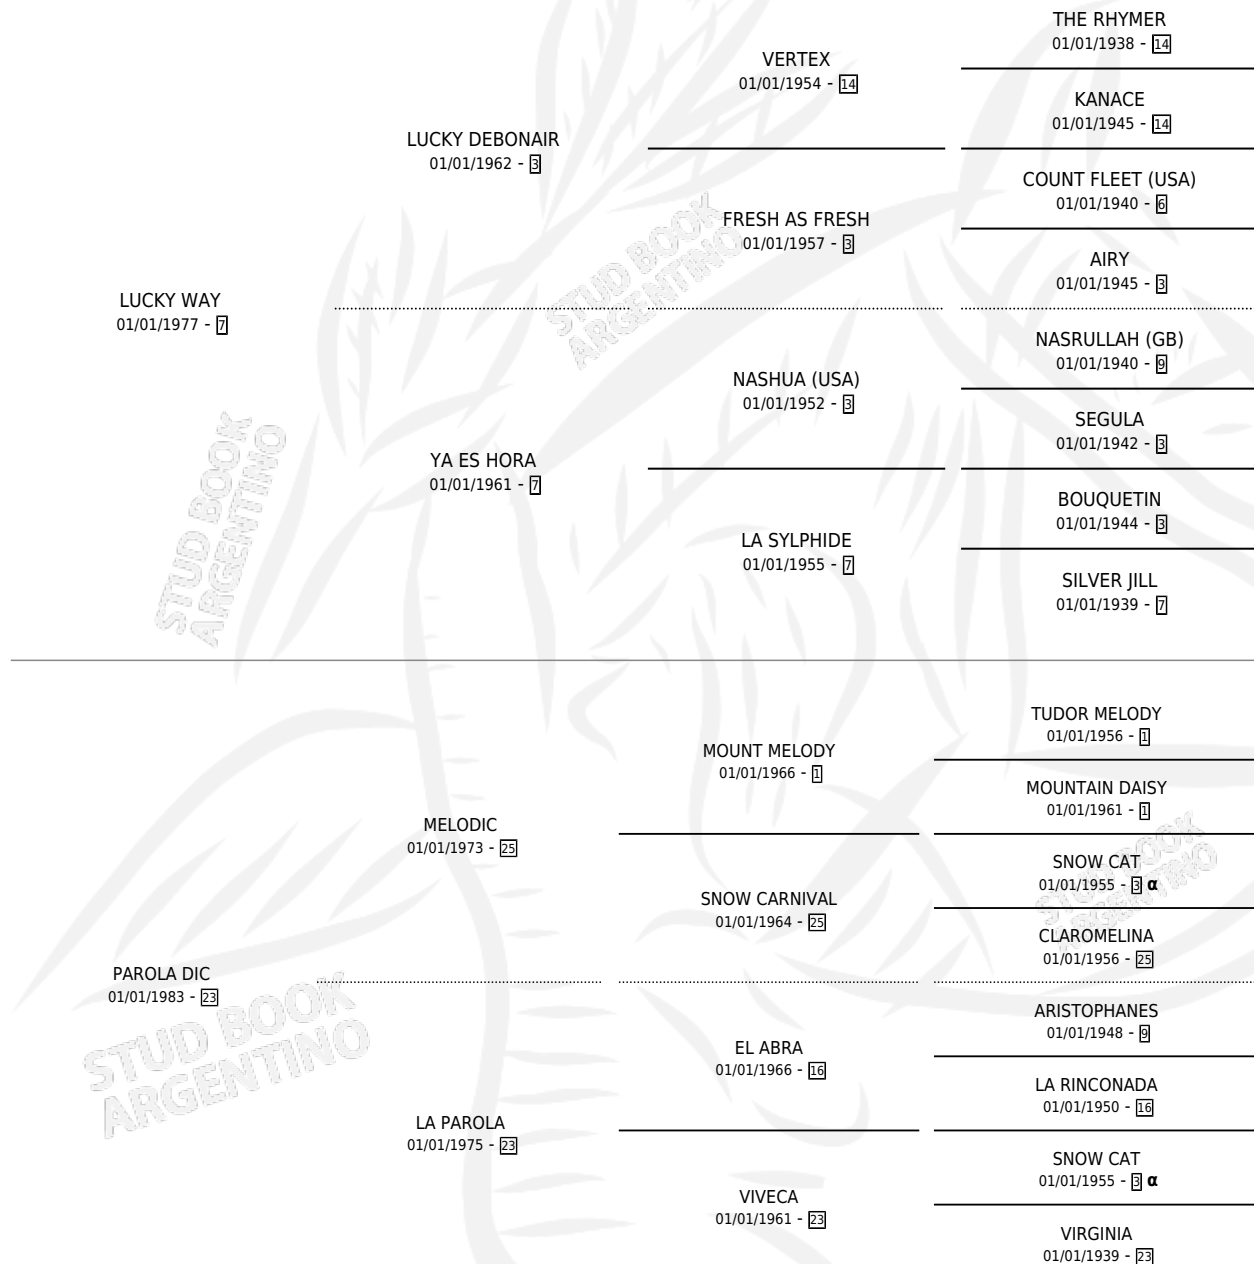 THE RHYMER
01/01/1938 - 14
VERTEX
01/01/1954 - 14
KANACE
01/01/1945 - 14
LUCKY DEBONAIR
01/01/1962 - 3
COUNT FLEET (USA)
01/01/1940 - 6
FRESH AS FRESH
01/01/1957 - 3
AIRY
01/01/1945 - 3
LUCKY WAY
01/01/1977 - 7
NASRULLAH (GB)
01/01/1940 - 9
NASHUA (USA)
01/01/1952 - 3
SEGULA
01/01/1942 - 3
YA ES HORA
01/01/1961 - 7
BOUQUETIN
01/01/1944 - 3
LA SYLPHIDE
01/01/1955 - 7
SILVER JILL
01/01/1939 - 7
TUDOR MELODY
01/01/1956 - 1
MOUNT MELODY
01/01/1966 - 1
MOUNTAIN DAISY
01/01/1961 - 1
MELODIC
01/01/1973 - 25
SNOW CAT
01/01/1955 - 3 α
SNOW CARNIVAL
01/01/1964 - 25
CLAROMELINA
01/01/1956 - 25
PAROLA DIC
01/01/1983 - 23
ARISTOPHANES
01/01/1948 - 9
EL ABRA
01/01/1966 - 16
LA RINCONADA
01/01/1950 - 16
LA PAROLA
01/01/1975 - 23
SNOW CAT
01/01/1955 - 3 α
VIVECA
01/01/1961 - 23
VIRGINIA
01/01/1939 - 23
STUD BOOK
ARGENTINO
STUD BOOK
ARGENTINO
STUD BOOK
ARGENTINO
STUD BOOK
ARGENTINO